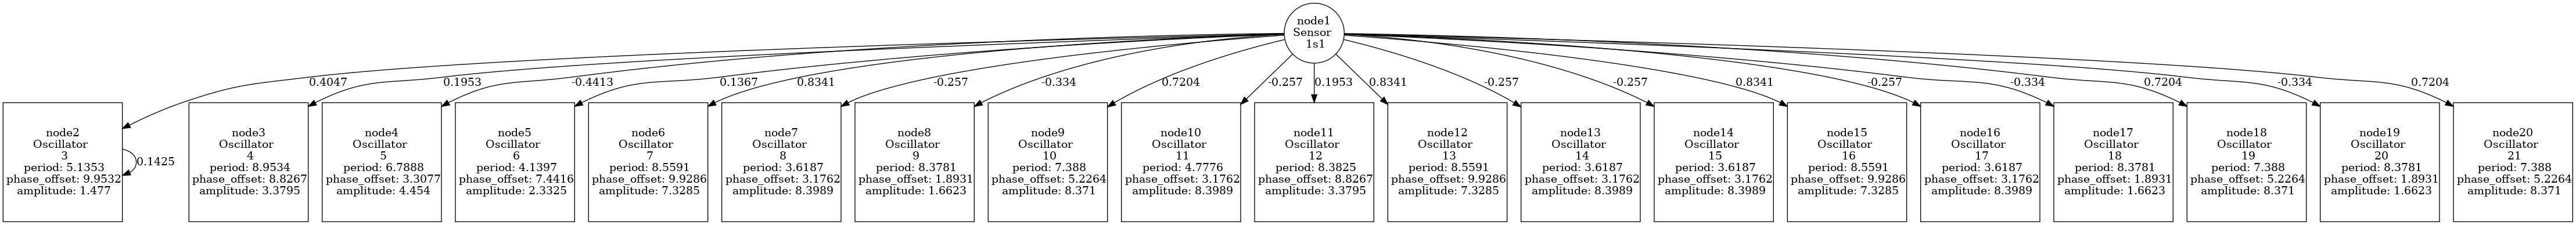 node1
Sensor
1s1
0.4047
0.1953
-0.4413
0.1367
0.8341
-0.257
-0.334
0.7204
-0.257
0.1953
0.8341
-0.257
-0.257
0.8341
-0.257
-0.334
0.7204
-0.334
0.7204
node2
Oscillator
3
period: 5.1353
phase_offset: 9.9532
amplitude: 1.477
0.1425
node3
Oscillator
4
period: 8.9534
phase_offset: 8.8267
amplitude: 3.3795
node4
Oscillator
5
period: 6.7888
phase_offset: 3.3077
amplitude: 4.454
node5
Oscillator
6
period: 4.1397
phase_offset: 7.4416
amplitude: 2.3325
node6
Oscillator
7
period: 8.5591
phase_offset: 9.9286
amplitude: 7.3285
node7
Oscillator
8
period: 3.6187
phase_offset: 3.1762
amplitude: 8.3989
node8
Oscillator
9
period: 8.3781
phase_offset: 1.8931
amplitude: 1.6623
node9
Oscillator
10
period: 7.388
phase_offset: 5.2264
amplitude: 8.371
node10
Oscillator
11
period: 4.7776
phase_offset: 3.1762
amplitude: 8.3989
node11
Oscillator
12
period: 8.3825
phase_offset: 8.8267
amplitude: 3.3795
node12
Oscillator
13
period: 8.5591
phase_offset: 9.9286
amplitude: 7.3285
node13
Oscillator
14
period: 3.6187
phase_offset: 3.1762
amplitude: 8.3989
node14
Oscillator
15
period: 3.6187
phase_offset: 3.1762
amplitude: 8.3989
node15
Oscillator
16
period: 8.5591
phase_offset: 9.9286
amplitude: 7.3285
node16
Oscillator
17
period: 3.6187
phase_offset: 3.1762
amplitude: 8.3989
node17
Oscillator
18
period: 8.3781
phase_offset: 1.8931
amplitude: 1.6623
node18
Oscillator
19
period: 7.388
phase_offset: 5.2264
amplitude: 8.371
node19
Oscillator
20
period: 8.3781
phase_offset: 1.8931
amplitude: 1.6623
node20
Oscillator
21
period: 7.388
phase_offset: 5.2264
amplitude: 8.371